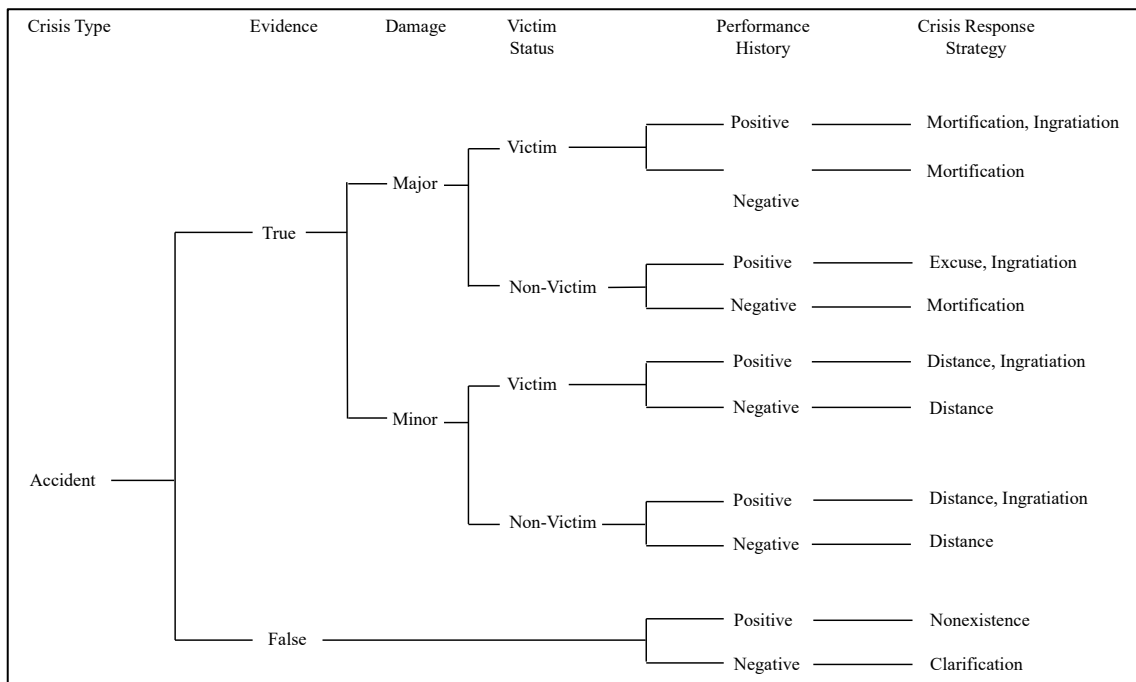 Crisis Type Evidence Damage Victim Performance Crisis Response
Status History Strategy
Positive Mortification, Ingratiation
Victim
Mortification
Major
Negative
True
Positive Excuse, Ingratiation
Non-Victim
Negative Mortification
Positive Distance, Ingratiation
Victim
Negative Distance
Minor
Accident
Positive Distance, Ingratiation
Non-Victim
Negative Distance
Positive Nonexistence
False
Negative Clarification